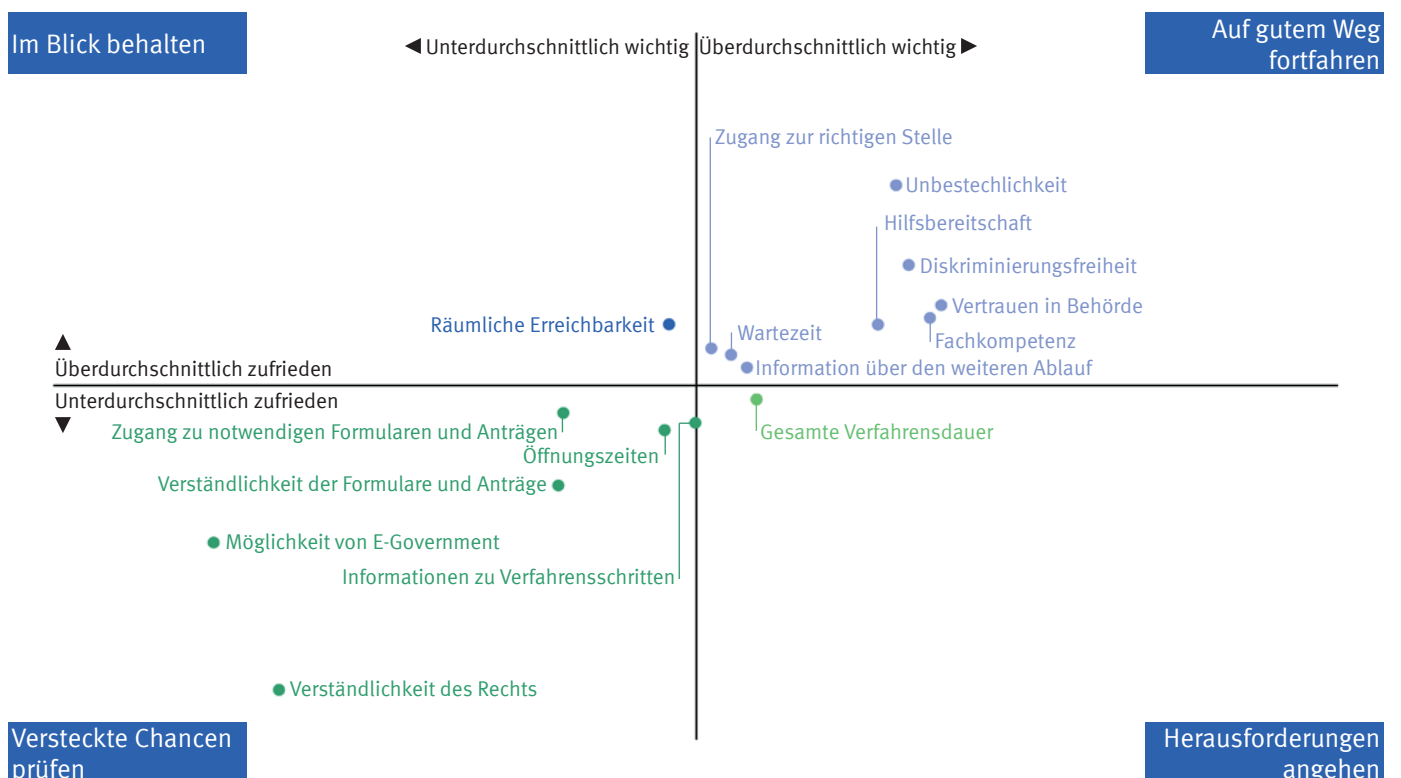 Im Blick behalten
◄ Unterdurchschnittlich wichtig
Überdurchschnittlich wichtig ►
Auf gutem Weg
fortfahren
Zugang zur richtigen Stelle
Unbestechlichkeit
Hilfsbereitschaft
Diskriminierungsfreiheit
Vertrauen in Behörde
Räumliche Erreichbarkeit
Wartezeit
Fachkompetenz
▲
Überdurchschnittlich zufrieden
Information über den weiteren Ablauf
Unterdurchschnittlich zufrieden
▼
Zugang zu notwendigen Formularen und Anträgen
Gesamte Verfahrensdauer
Öffnungszeiten
Verständlichkeit der Formulare und Anträge
Möglichkeit von E-Government
Informationen zu Verfahrensschritten
Verständlichkeit des Rechts
Versteckte Chancen
prüfen
Herausforderungen
angehen